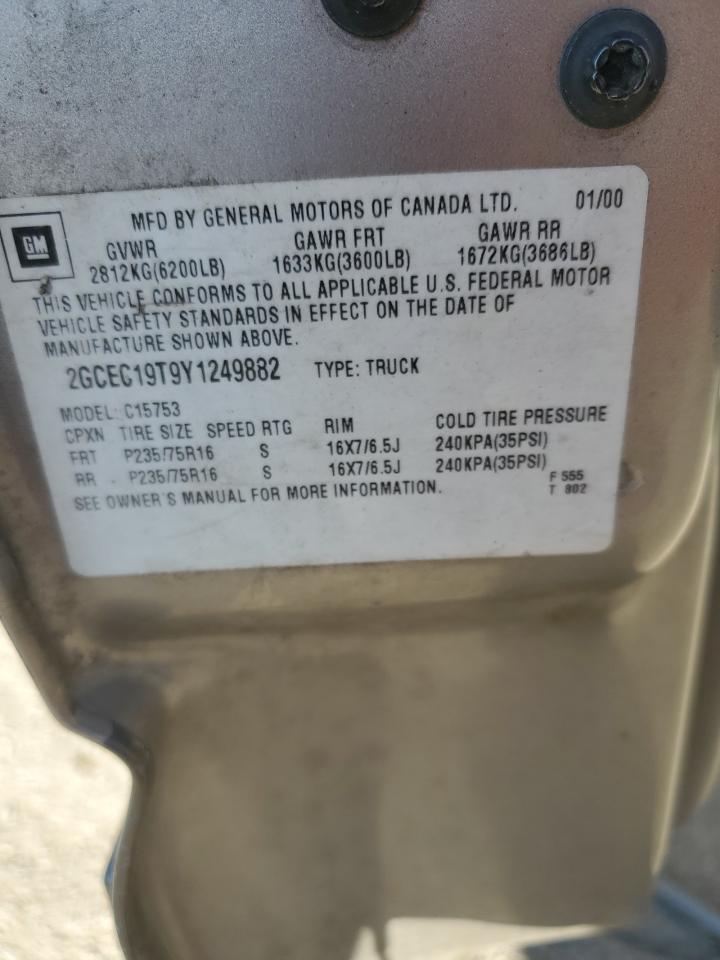 MFD BY GENERAL MOTORS OF CANADA LTD. 01/00
GM
GVWR GAWR FRT GAWR RR
2812KG(6200LB) 1633KG(3600LB) 1672KG(3686LB)
THIS VEHICLE CONFORMS TO ALL APPLICABLE U.S. FEDERAL MOTOR
VEHICLE SAFETY STANDARDS IN EFFECT ON THE DATE OF
MANUFACTURE SHOWN ABOVE.
2GCEC19T9Y1249882 TYPE: TRUCK
MODEL: C15753
CPXN TIRE SIZE SPEED RTG RIM COLD TIRE PRESSURE
FRT P235/75R16 S 16X7/6.5J 240KPA(35PSI)
RR P235/75R16 S 16X7/6.5J 240KPA(35PSI)
SEE OWNER'S MANUAL FOR MORE INFORMATION. F 555
T 802